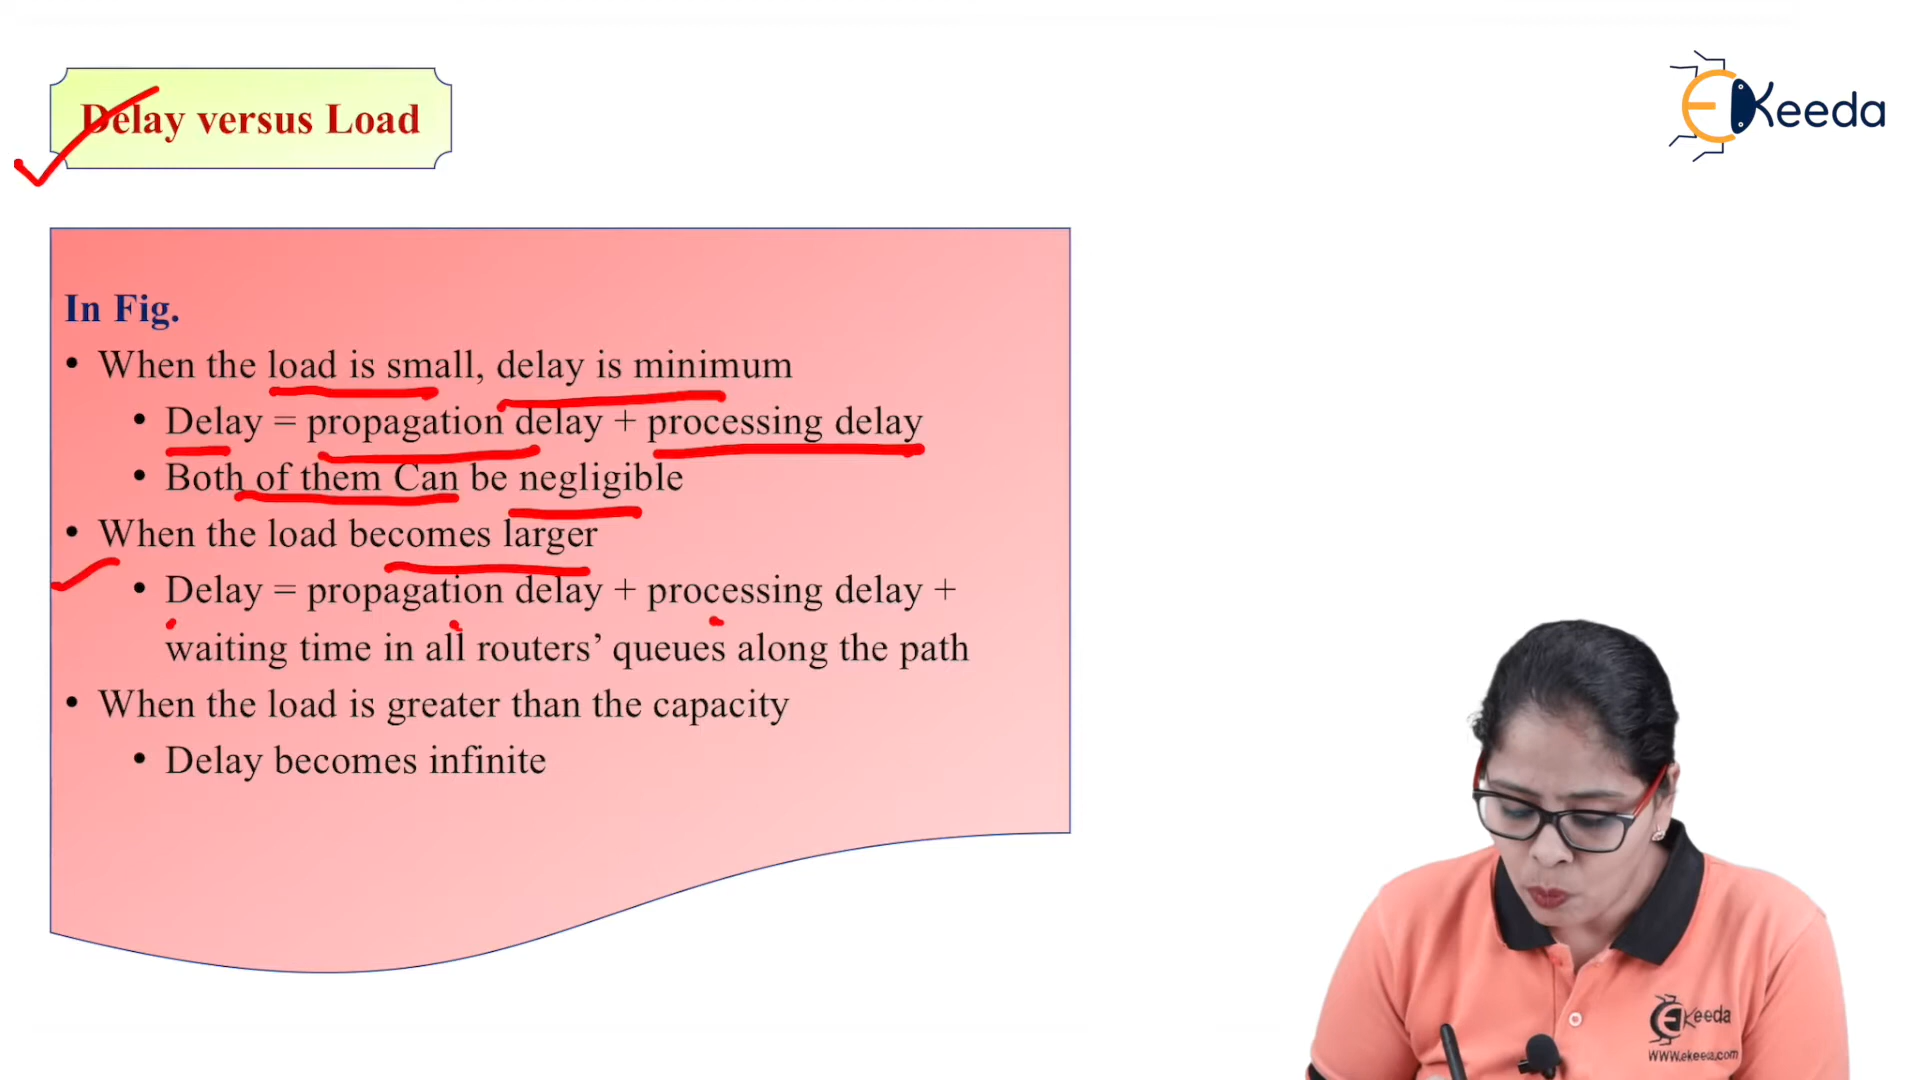 Delay versus Load
EKeeda
In Fig.
• When the load is small, delay is minimum
• Delay = propagation delay + processing delay
• Both of them Can be negligible
• When the load becomes larger
• Delay = propagation delay + processing delay +
waiting time in all routers’ queues along the path
• When the load is greater than the capacity
• Delay becomes infinite
EKeeda
www.ekeeda.com